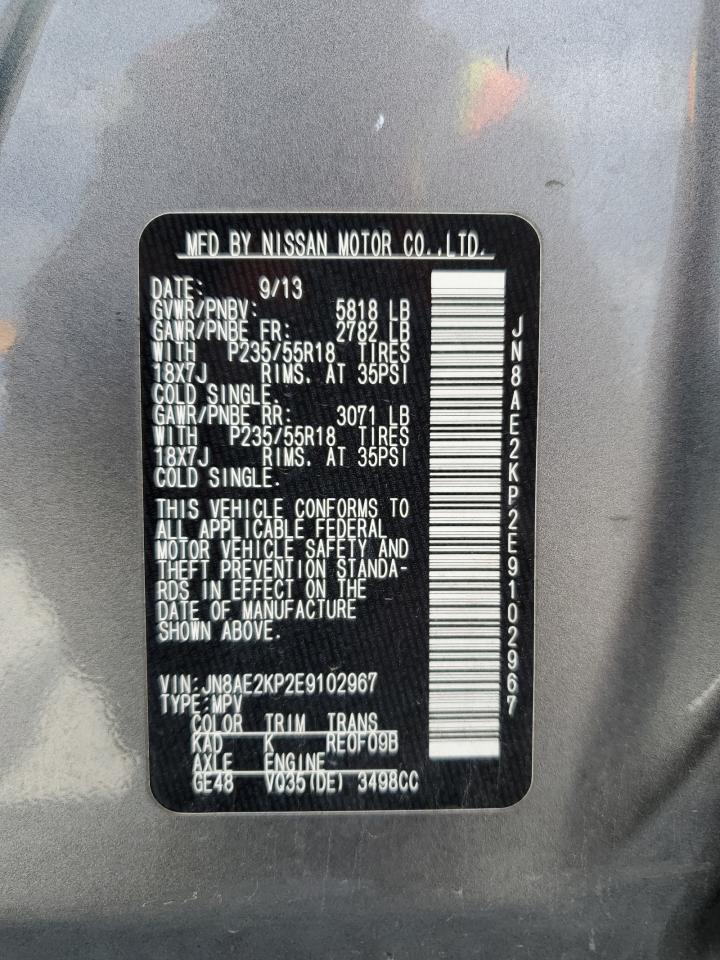 MFD BY NISSAN MOTOR CO.,LTD.
DATE: 9/13
GVWR/PNBV: 5818 LB
GAWR/PNBE FR: 2782 LB
WITH P235/55R18 TIRES
18X7J RIMS, AT 35PSI
COLD SINGLE.
GAWR/PNBE RR: 3071 LB
WITH P235/55R18 TIRES
18X7J RIMS, AT 35PSI
COLD SINGLE.
THIS VEHICLE CONFORMS TO
ALL APPLICABLE FEDERAL
MOTOR VEHICLE SAFETY AND
THEFT PREVENTION STANDA-
RDS IN EFFECT ON THE
DATE OF MANUFACTURE
SHOWN ABOVE.
VIN:JN8AE2KP2E9102967
TYPE:MPV
COLOR TRIM TRANS
KAD K RE0F09B
AXLE ENGINE
GE48 VQ35(DE) 3498CC
JN8AE2KP2E9102967